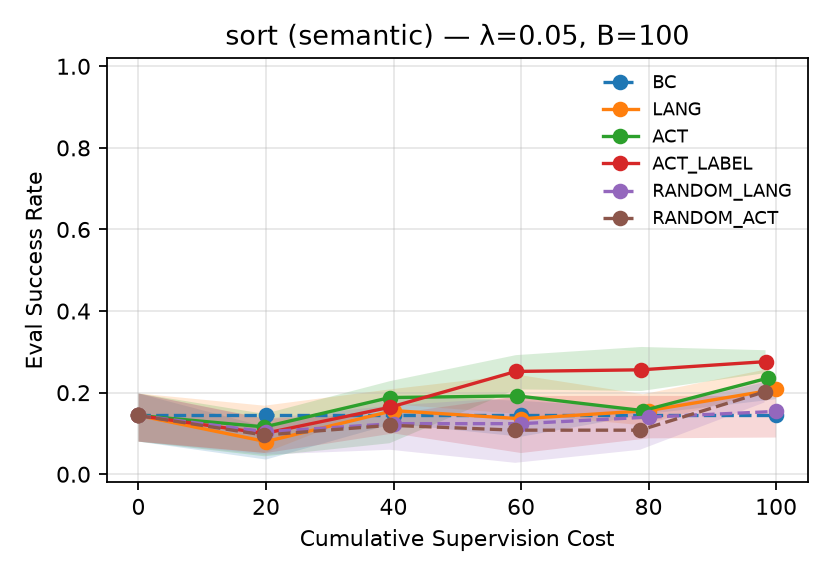 sort (semantic) — λ=0.05, B=100
1.0
0.8
0.6
0.4
0.2
0.0
Eval Success Rate
BC
LANG
ACT
ACT_LABEL
RANDOM_LANG
RANDOM_ACT
0 20 40 60 80 100
Cumulative Supervision Cost